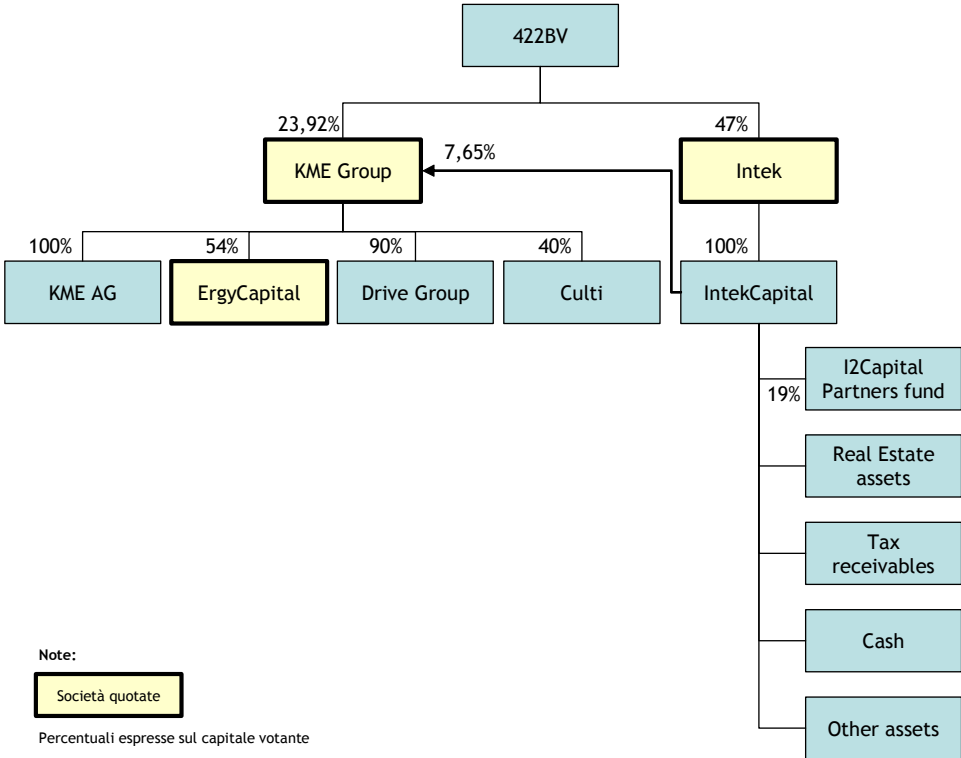 422BV
23,92%
47%
KME Group
7,65%
Intek
100%
54%
90%
40%
100%
KME AG
ErgyCapital
Drive Group
Culti
IntekCapital
19%
I2Capital
Partners fund
Real Estate
assets
Tax
receivables
Cash
Other assets
Note:
Società quotate
Percentuali espresse sul capitale votante